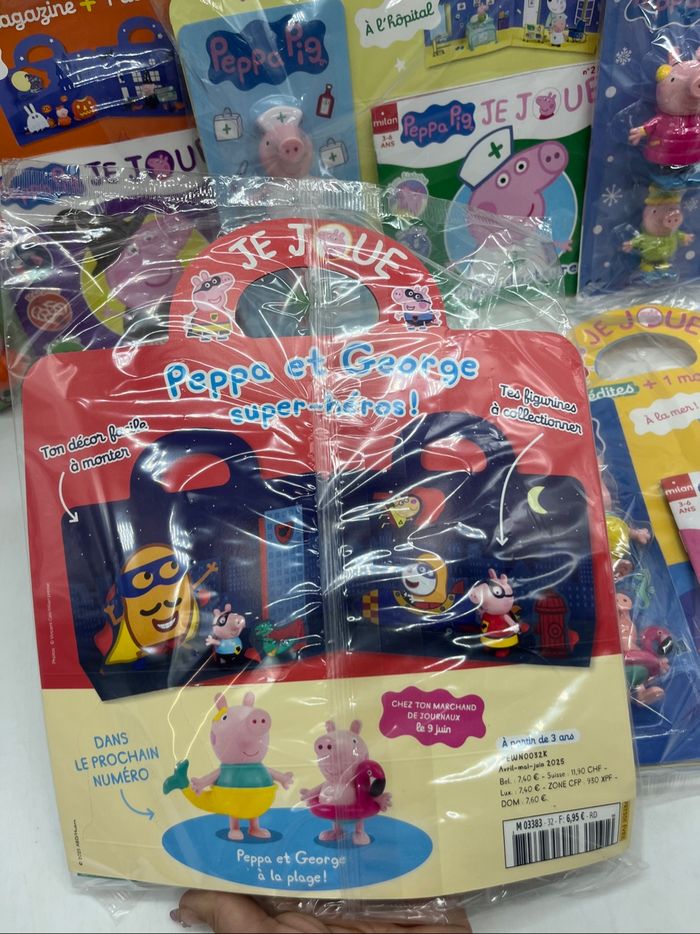 magazine +
Peppa Pig
À l'hôpital
milan
3-6
ANS
Peppa Pig
JE JOUE
JE JOUE
JE JOUE
JE JOUE
Peppa et George
super-héros!
Ton décor facile
à monter
Tes figurines
à collectionner
édites + 1
À la mer!
milan
3-6
ANS
CHEZ TON MARCHAND
DE JOURNAUX
le 9 juin
DANS
LE PROCHAIN
NUMÉRO
Peppa et George
à la plage!
À partir de 3 ans
Avril-mai-juin 2025
Bel. : 7,40 € - Suisse : 11,90 CHF -
Lux. : 7,40 € - ZONE CFP : 930 XPF -
DOM : 7,60 €.
M 03383 - 32 - F: 6,95 € - RD